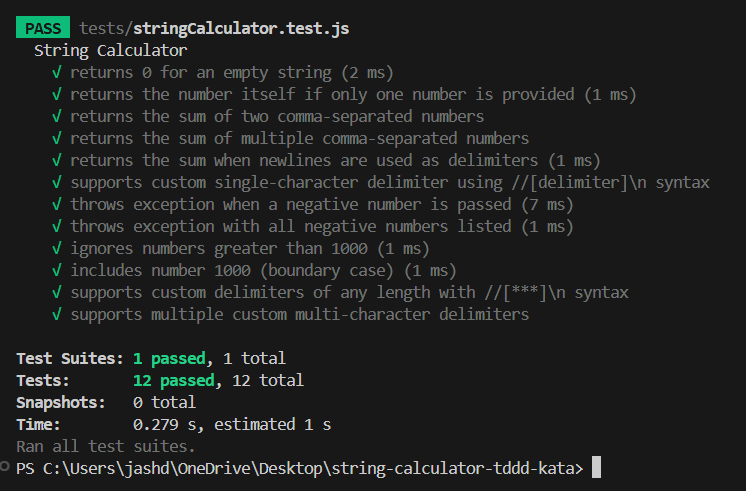 PASS tests/stringCalculator.test.js
String Calculator
√ returns 0 for an empty string (2 ms)
√ returns the number itself if only one number is provided (1 ms)
√ returns the sum of two comma-separated numbers
√ returns the sum of multiple comma-separated numbers
√ returns the sum when newlines are used as delimiters (1 ms)
√ supports custom single-character delimiter using //[delimiter]\n syntax
√ throws exception when a negative number is passed (7 ms)
√ throws exception with all negative numbers listed (1 ms)
√ ignores numbers greater than 1000 (1 ms)
√ includes number 1000 (boundary case) (1 ms)
√ supports custom delimiters of any length with //[***]\n syntax
√ supports multiple custom multi-character delimiters
Test Suites: 1 passed, 1 total
Tests: 12 passed, 12 total
Snapshots: 0 total
Time: 0.279 s, estimated 1 s
Ran all test suites.
PS C:\Users\jashd\OneDrive\Desktop\string-calculator-tddd-kata>